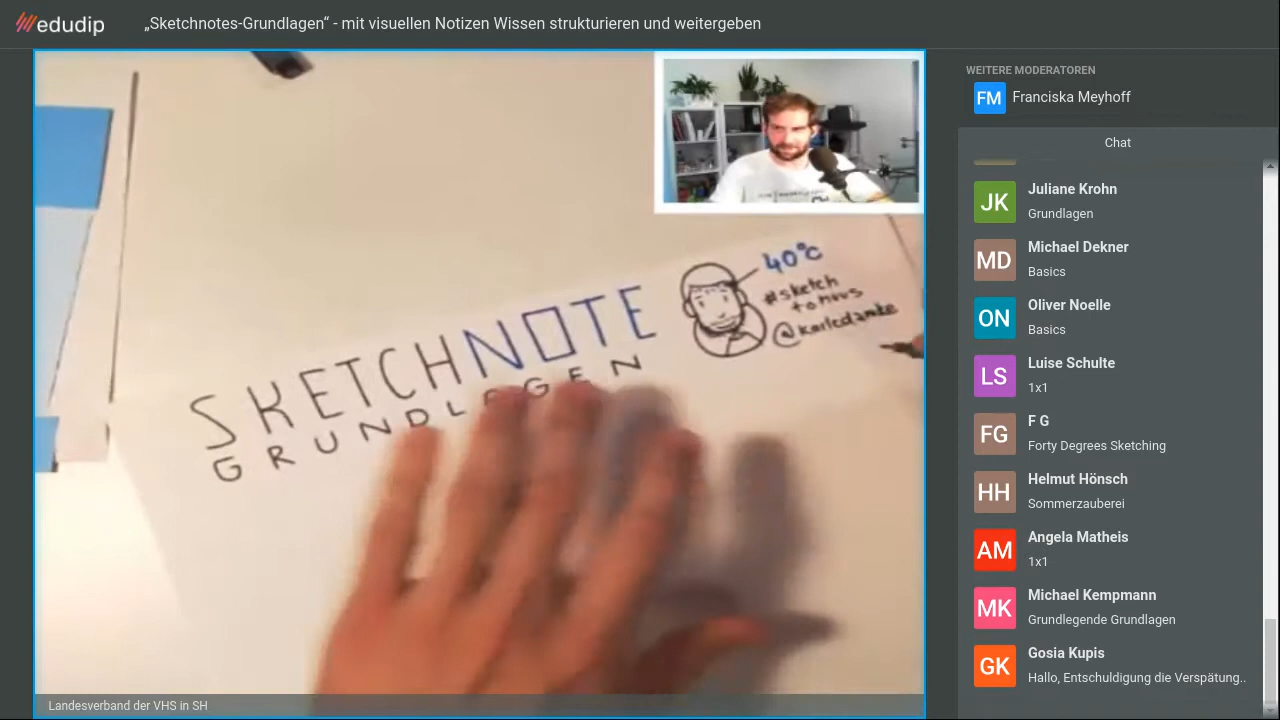 edudip
„Sketchnotes-Grundlagen“ - mit visuellen Notizen Wissen strukturieren und weitergeben
WEITERE MODERATOREN
FM
Franciska Meyhoff
Chat
JK
Juliane Krohn
Grundlagen
MD
Michael Dekner
Basics
ON
Oliver Noelle
Basics
LS
Luise Schulte
1x1
FG
F G
Forty Degrees Sketching
HH
Helmut Hönsch
Sommerzauberei
AM
Angela Matheis
1x1
MK
Michael Kempmann
Grundlegende Grundlagen
GK
Gosia Kupis
Hallo, Entschuldigung die Verspätung..
40°C
#sketch
SKETCHNOTE
GRUNDLAGEN
Landesverband der VHS in SH